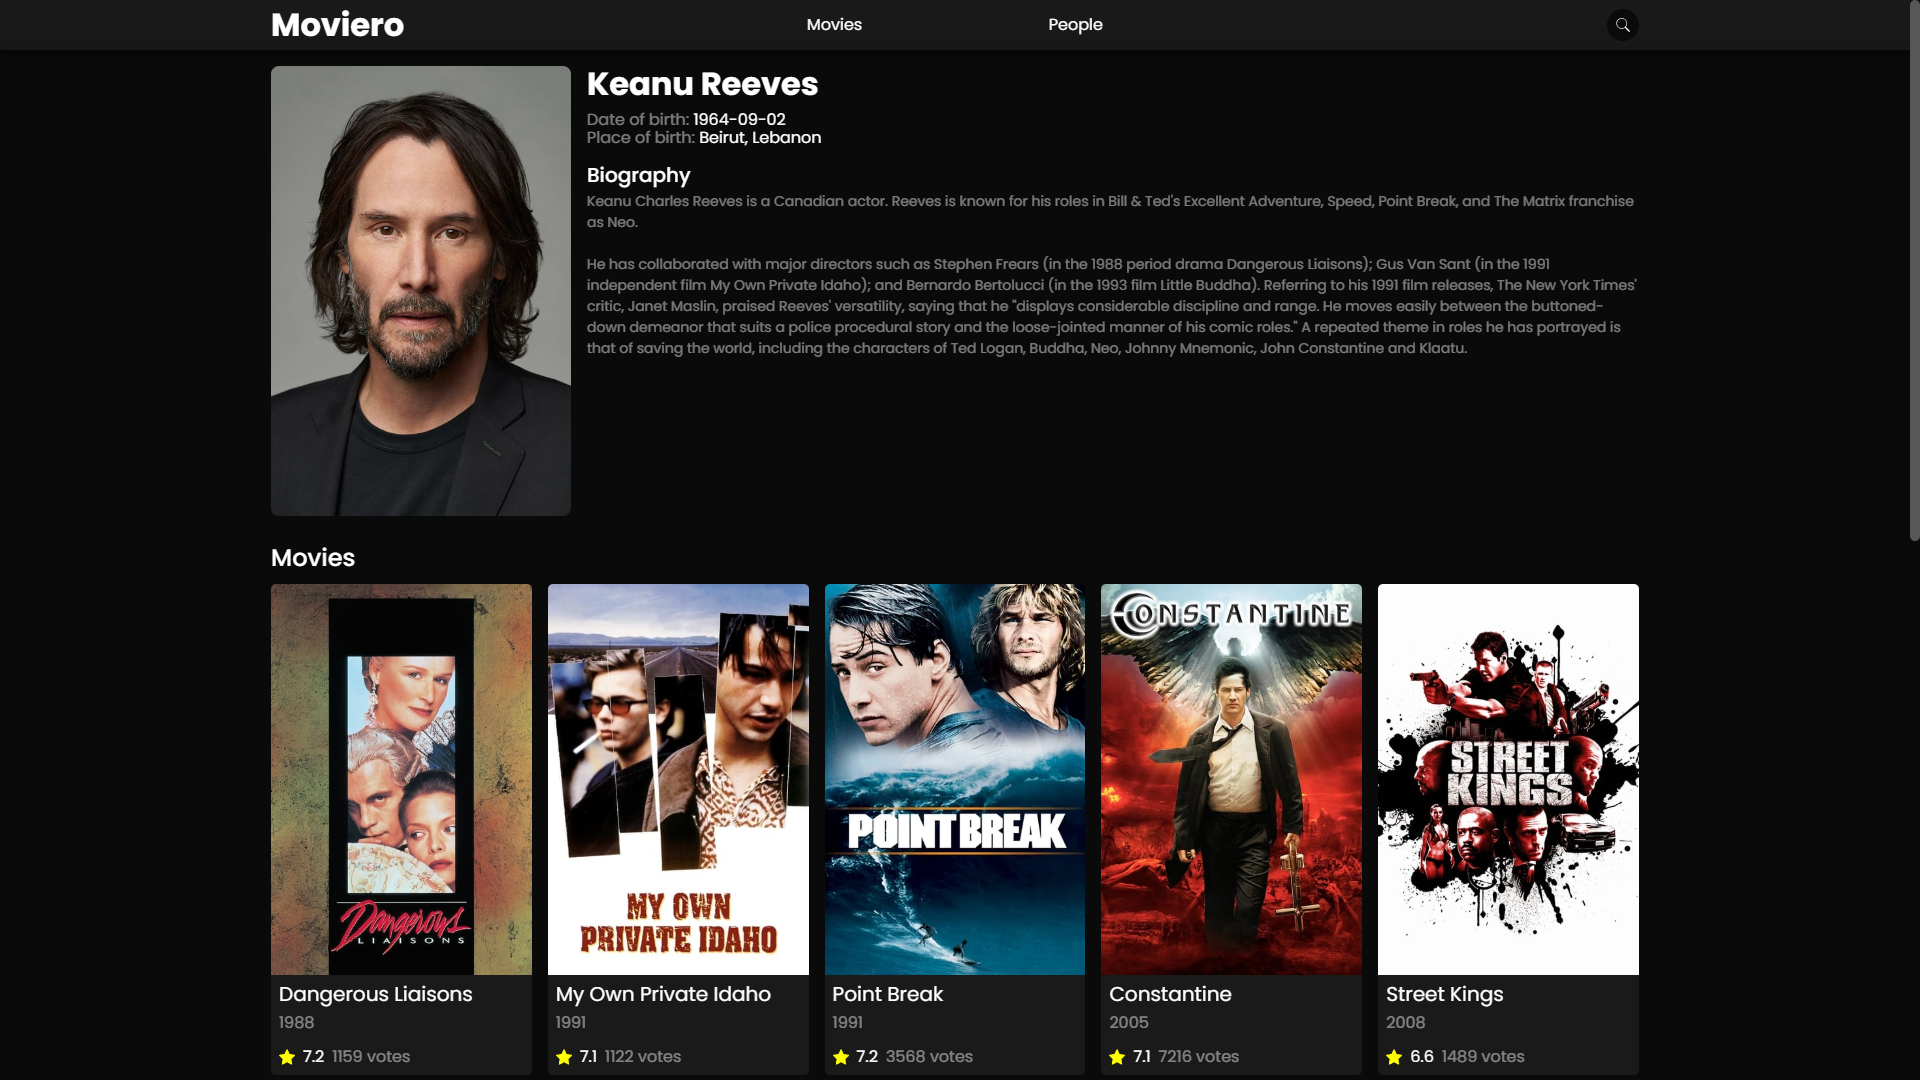 Moviero
Movies
People
Keanu Reeves
Date of birth: 1964-09-02
Place of birth: Beirut, Lebanon
Biography
Keanu Charles Reeves is a Canadian actor. Reeves is known for his roles in Bill & Ted's Excellent Adventure, Speed, Point Break, and The Matrix franchise
as Neo.
He has collaborated with major directors such as Stephen Frears (in the 1988 period drama Dangerous Liaisons); Gus Van Sant (in the 1991
independent film My Own Private Idaho); and Bernardo Bertolucci (in the 1993 film Little Buddha). Referring to his 1991 film releases, The New York Times'
critic, Janet Maslin, praised Reeves' versatility, saying that he "displays considerable discipline and range. He moves easily between the buttoned-
down demeanor that suits a police procedural story and the loose-jointed manner of his comic roles." A repeated theme in roles he has portrayed is
that of saving the world, including the characters of Ted Logan, Buddha, Neo, Johnny Mnemonic, John Constantine and Klaatu.
Movies
Dangerous
LIAISONS
Dangerous Liaisons
1988
7.2 1159 votes
MY OWN
PRIVATE IDAHO
My Own Private Idaho
1991
7.1 1122 votes
POINT BREAK
Point Break
1991
7.2 3568 votes
CONSTANTINE
Constantine
2005
7.1 7216 votes
STREET
KINGS
Street Kings
2008
6.6 1489 votes